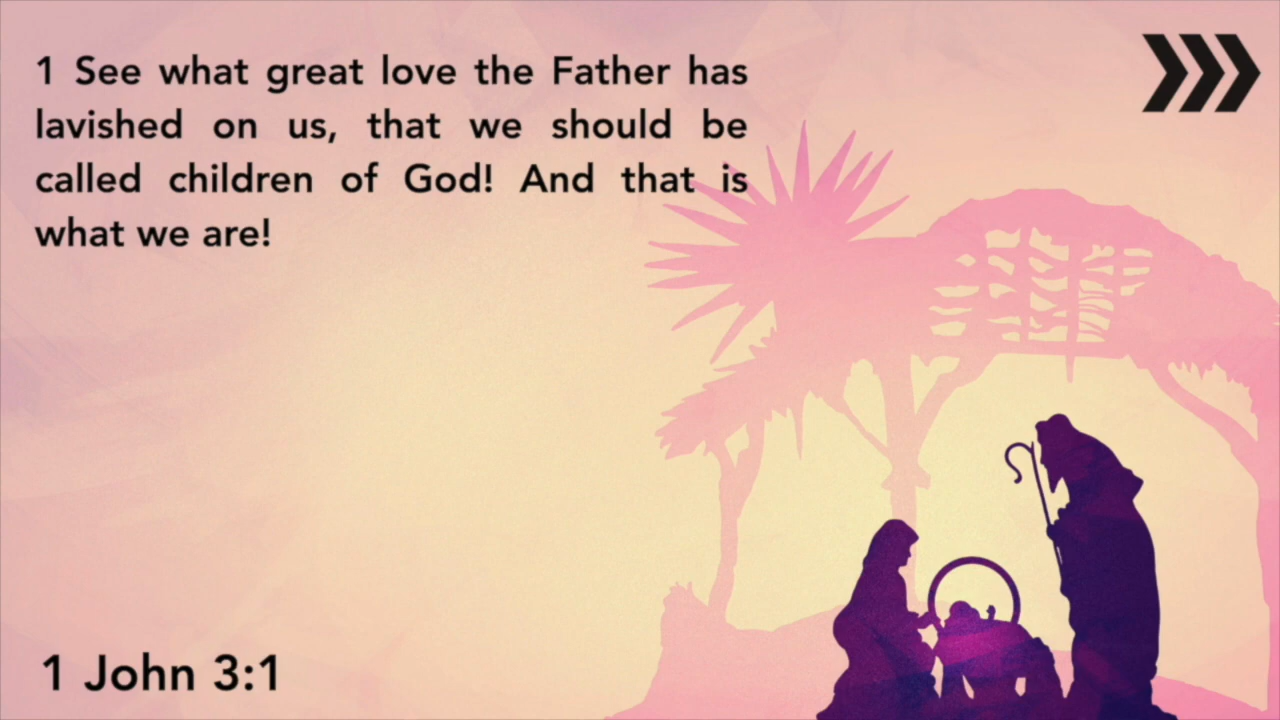 1 See what great love the Father has
lavished on us, that we should be
called children of God! And that is
what we are!
1 John 3:1